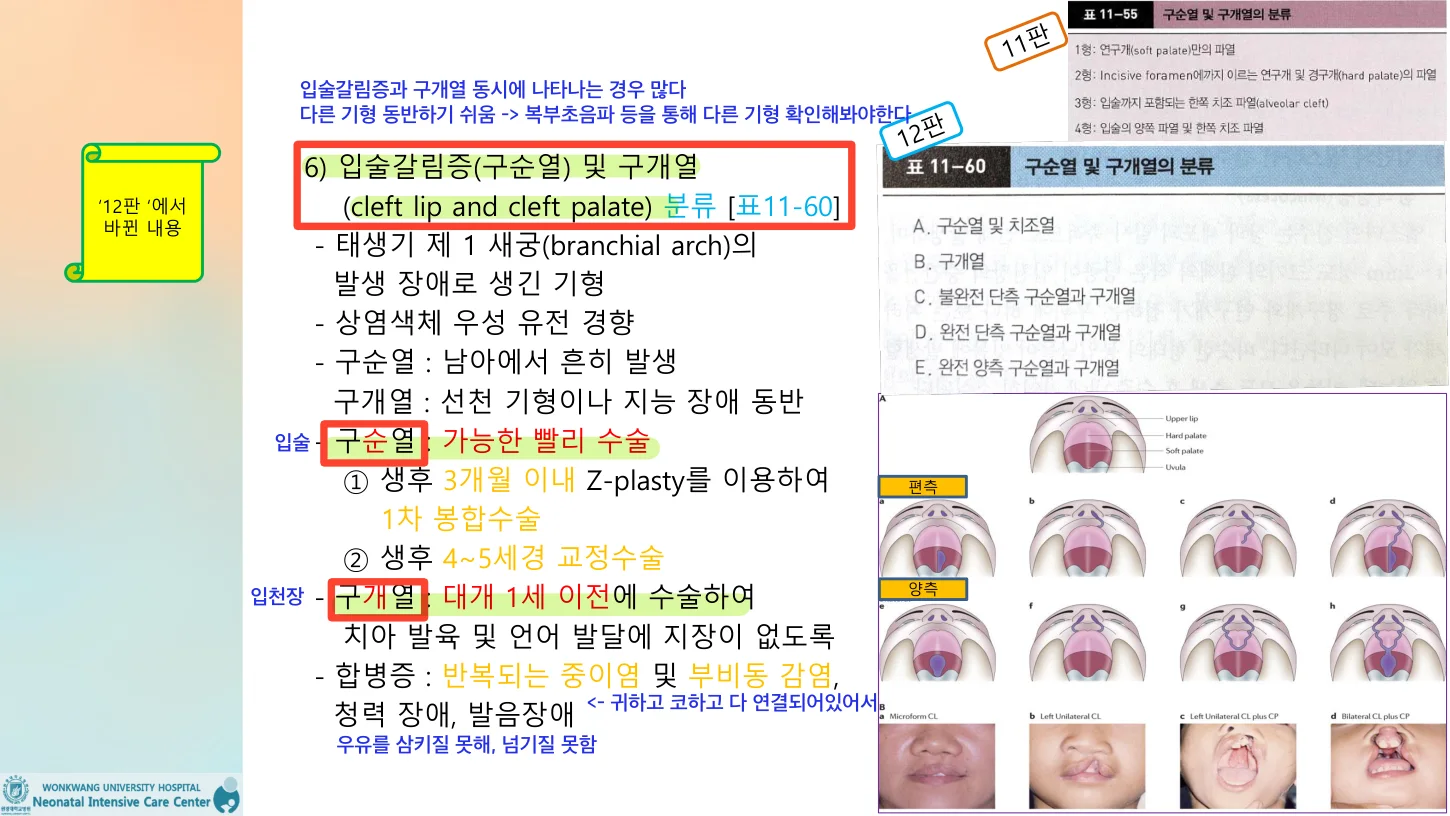 표 11-55 구순열 및 구개열의 분류
11판
1형: 연구개(soft palate)만의 파열
2형: Incisive foramen에까지 이르는 연구개 및 경구개(hard palate)의 파열
3형: 입술까지 포함되는 한쪽 치조 파열(alveolar cleft)
4형: 입술의 양쪽 파열 및 한쪽 치조 파열
입술갈림증과 구개열 동시에 나타나는 경우 많다
다른 기형 동반하기 쉬움 -> 복부초음파 등을 통해 다른 기형 확인해봐야한다
12판
표 11-60 구순열 및 구개열의 분류
A. 구순열 및 치조열
B. 구개열
C. 불완전 단측 구순열과 구개열
D. 완전 단측 구순열과 구개열
E. 완전 양측 구순열과 구개열
‘12판 ‘에서
바뀐 내용
6) 입술갈림증(구순열) 및 구개열
(cleft lip and cleft palate) 분류 [표11-60]
- 태생기 제 1 새궁(branchial arch)의
발생 장애로 생긴 기형
- 상염색체 우성 유전 경향
- 구순열 : 남아에서 흔히 발생
구개열 : 선천 기형이나 지능 장애 동반
입술 - 구순열 : 가능한 빨리 수술
① 생후 3개월 이내 Z-plasty를 이용하여
1차 봉합수술
② 생후 4~5세경 교정수술
입천장 - 구개열 : 대개 1세 이전에 수술하여
치아 발육 및 언어 발달에 지장이 없도록
- 합병증 : 반복되는 중이염 및 부비동 감염,
청력 장애, 발음장애 <- 귀하고 코하고 다 연결되어있어서
우유를 삼키질 못해, 넘기질 못함
A
Upper lip
Hard palate
Soft palate
Uvula
편측
a b c d
양측
e f g h
B
a Microform CL b Left Unilateral CL c Left Unilateral CL plus CP d Bilateral CL plus CP
WONKWANG UNIVERSITY HOSPITAL
Neonatal Intensive Care Center